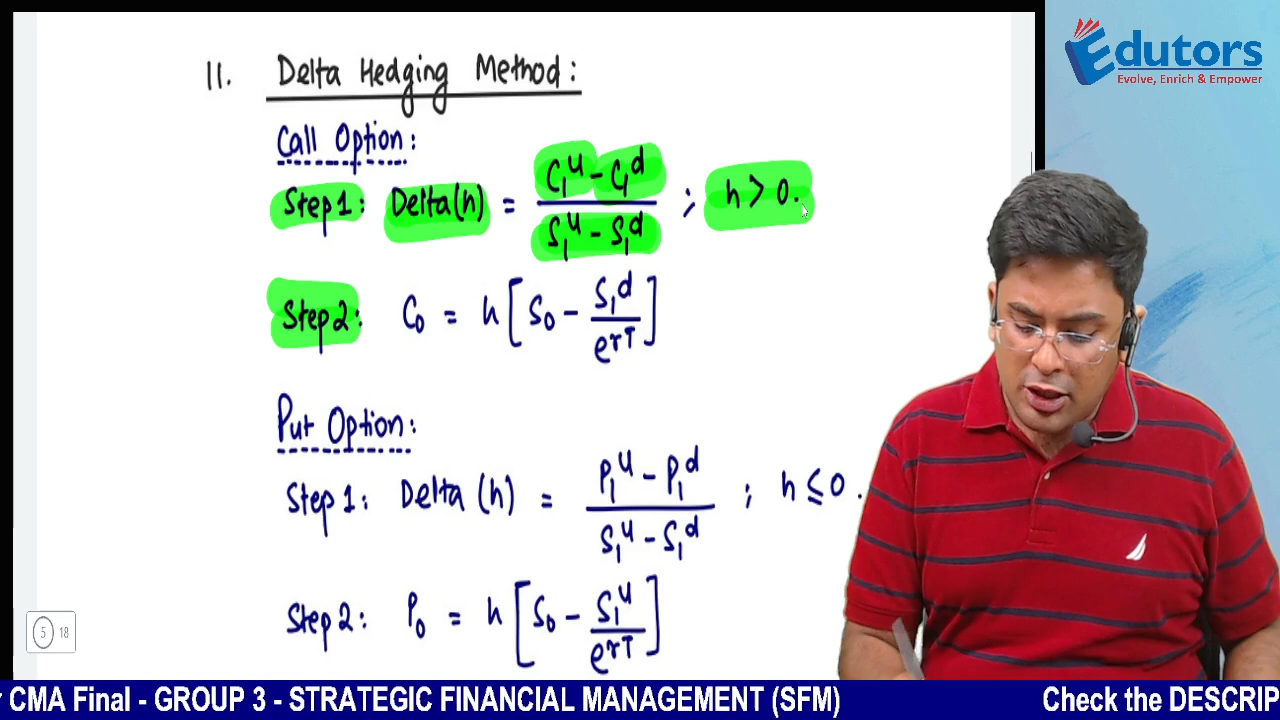 Edutors
Evolve, Enrich & Empower
11. Delta Hedging Method:
Call Option:
Step 1: Delta(h) = (C₁ᵘ - C₁ᵈ) / (S₁ᵘ - S₁ᵈ) ; h > 0.
Step 2: C₀ = h [S₀ - S₁ᵈ / e^rT]
Put Option:
Step 1: Delta (h) = (P₁ᵘ - P₁ᵈ) / (S₁ᵘ - S₁ᵈ) ; h ≤ 0.
Step 2: P₀ = h [S₀ - S₁ᵘ / e^rT]
5 18
CMA Final - GROUP 3 - STRATEGIC FINANCIAL MANAGEMENT (SFM) Check the DESCRIP